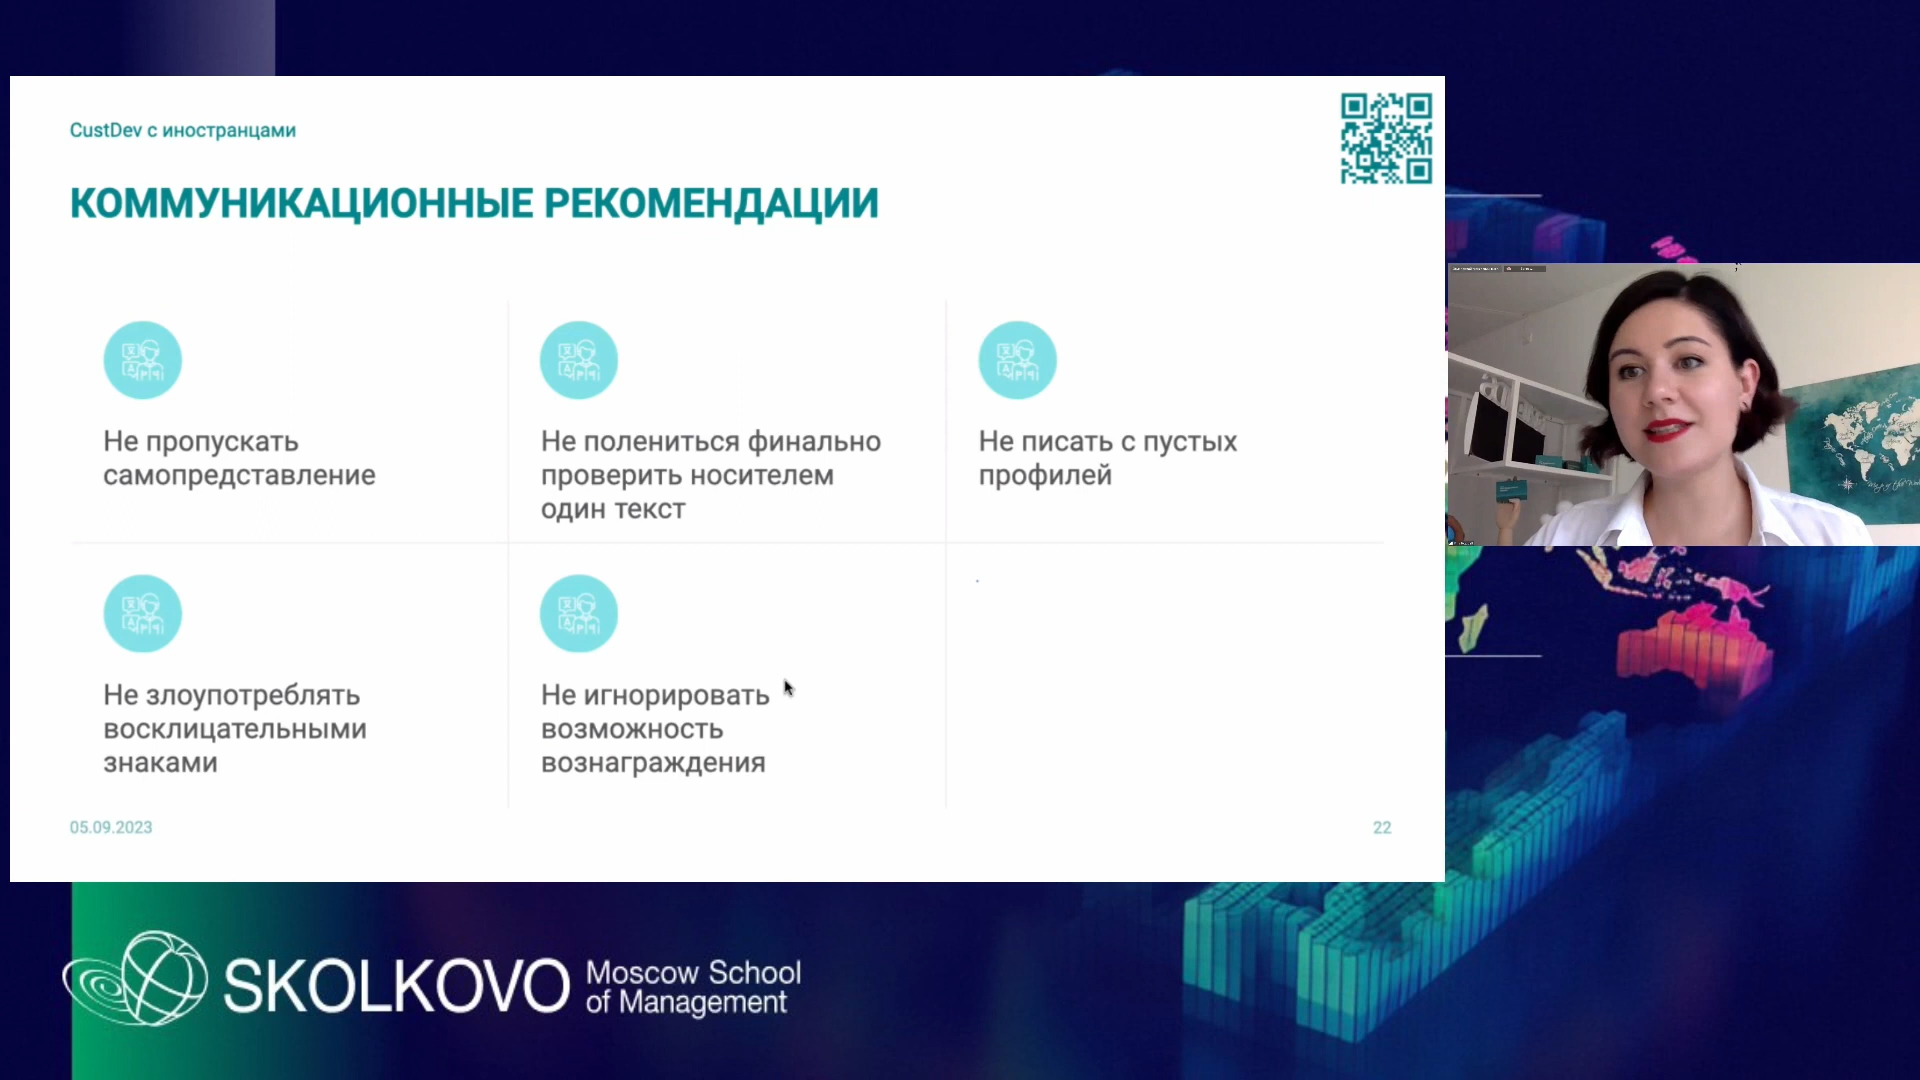 CustDev с иностранцами
КОММУНИКАЦИОННЫЕ РЕКОМЕНДАЦИИ
Не пропускать
самопредставление
Не полениться финально
проверить носителем
один текст
Не писать с пустых
профилей
Не злоупотреблять
восклицательными
знаками
Не игнорировать
возможность
вознаграждения
05.09.2023
22
SKOLKOVO
Moscow School
of Management